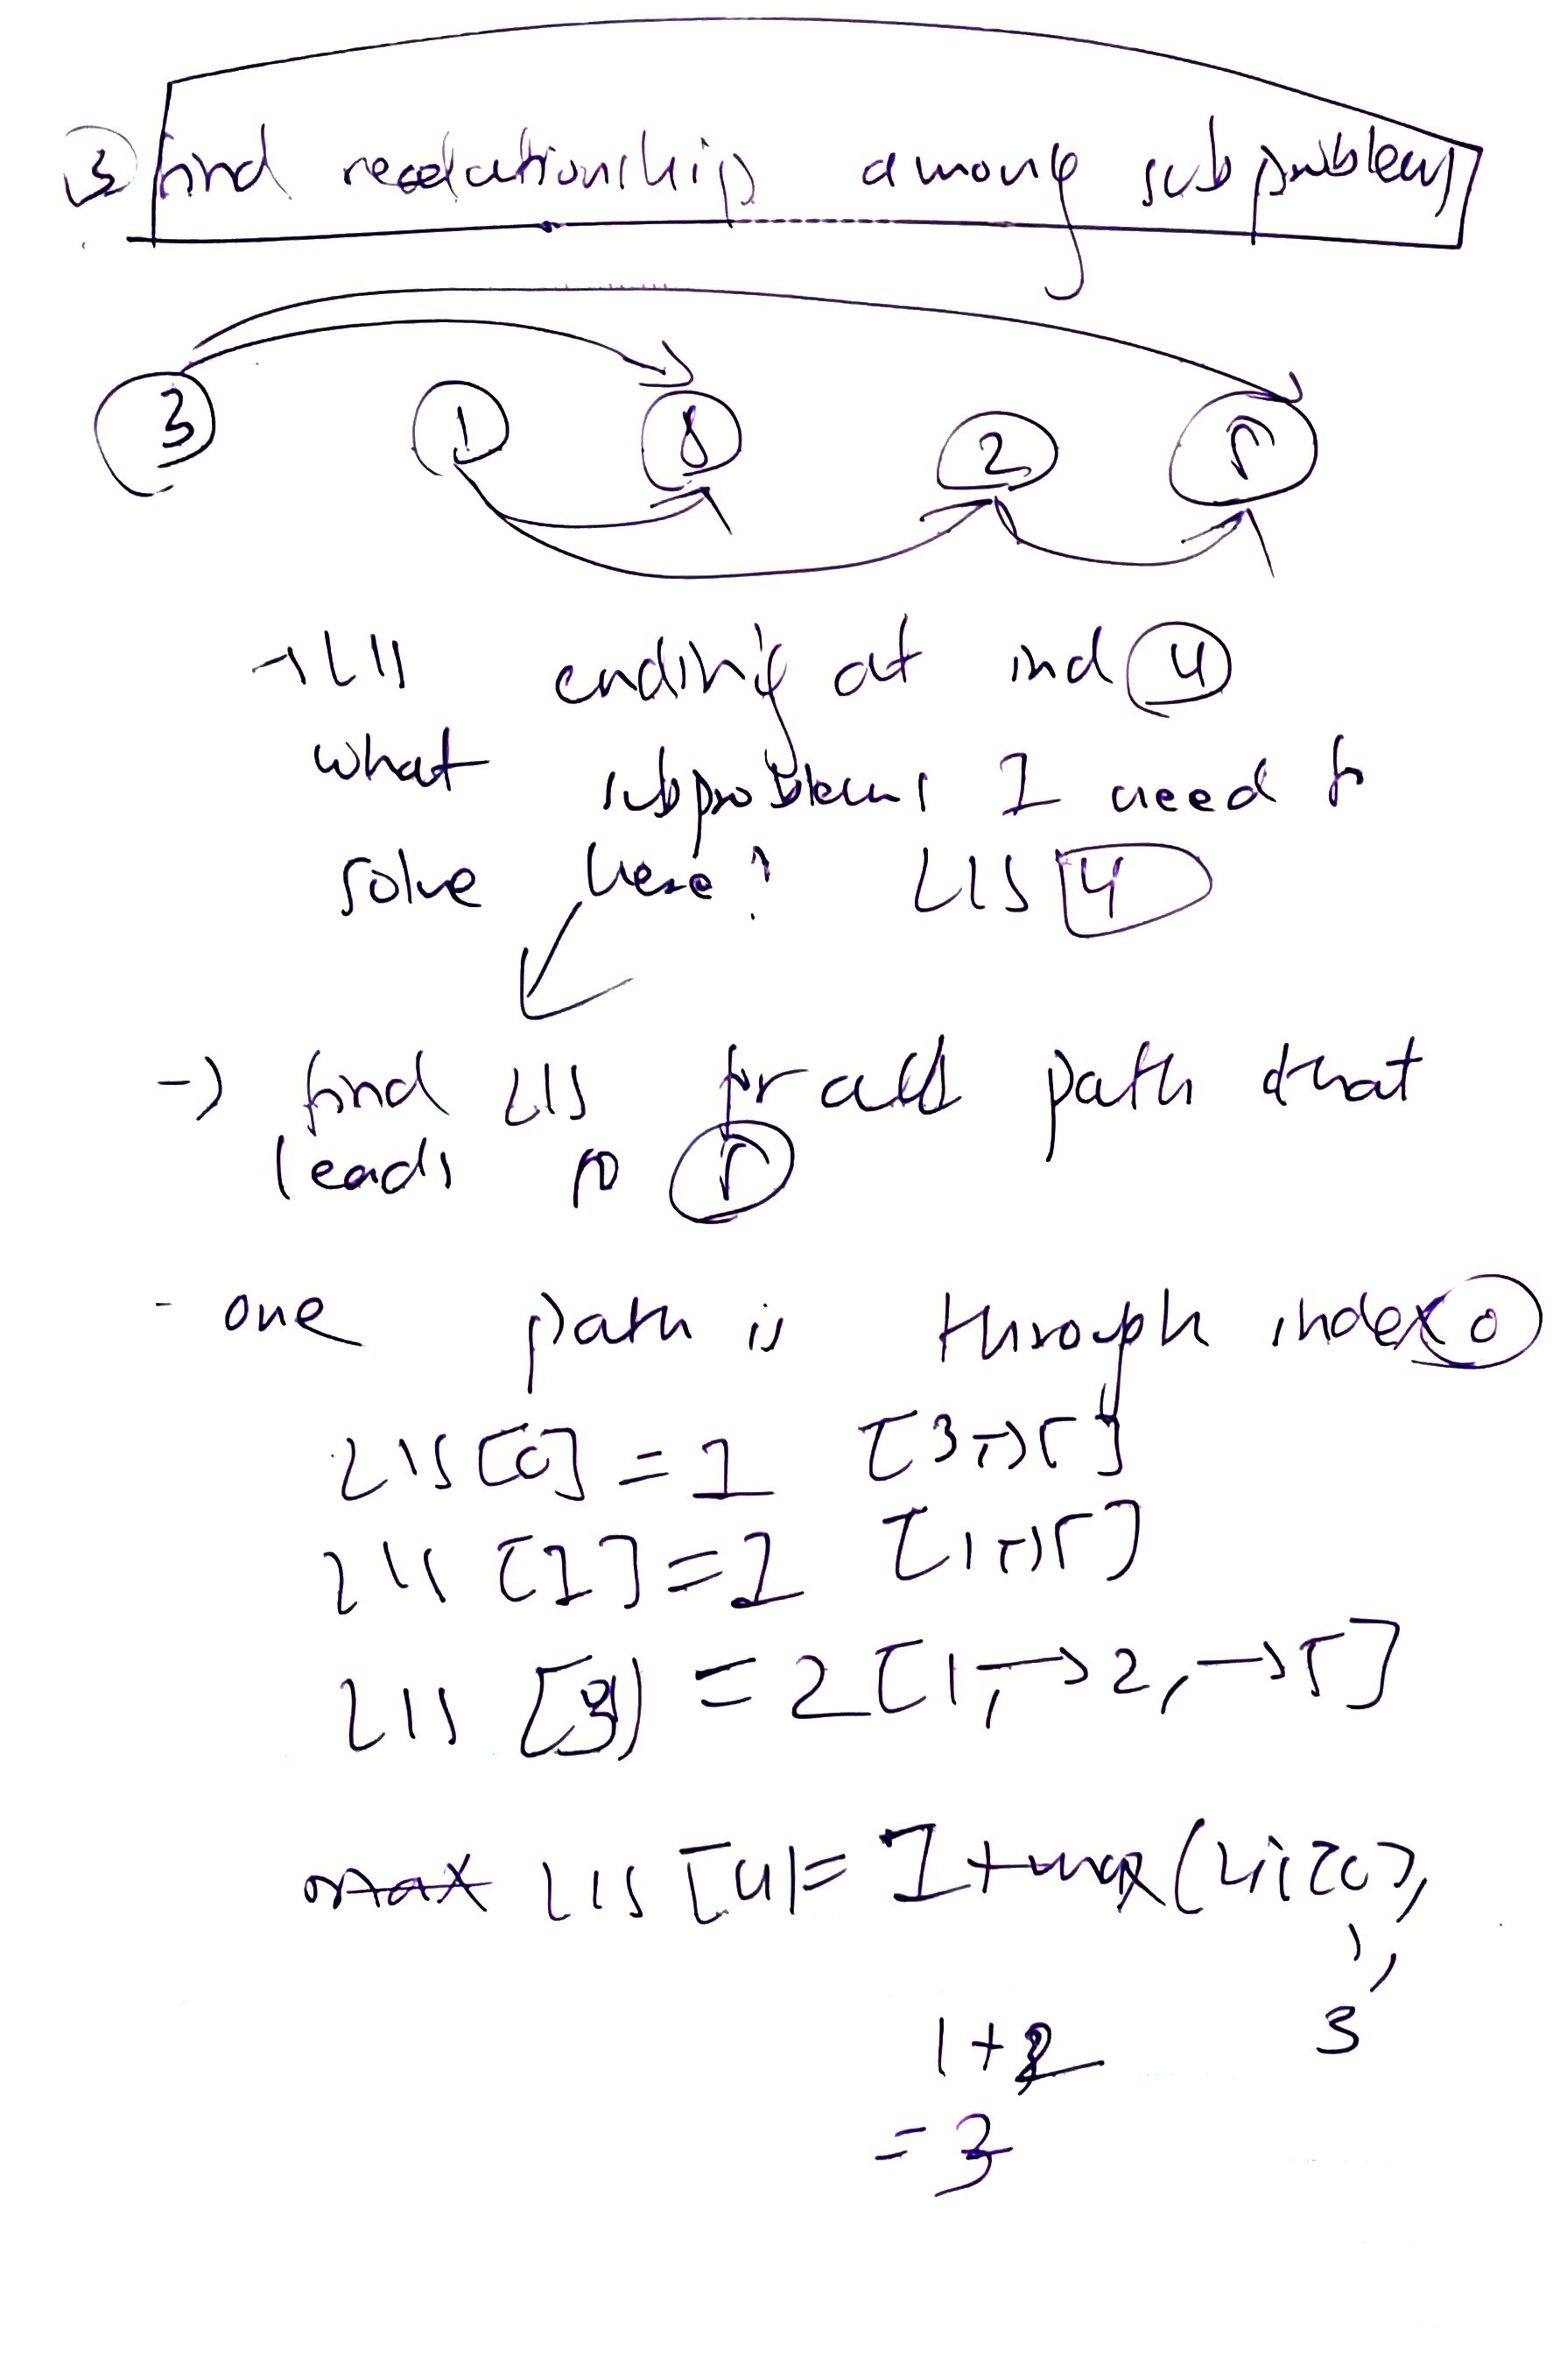 3 find relationship among subproblems
3 1 8 2 5
→ LIS ending at ind 4
what subproblems I need to
solve here? LIS 4
→ find LIS for all path that
leads to 5
- one path is through index 0
LIS [0] = 1 [3→5]
LIS [1] = 1 [1→5]
LIS [3] = 2 [1,→2,→5]
max LIS [4] = 1+max(LIS[0],
1,
3
1+2
= 3